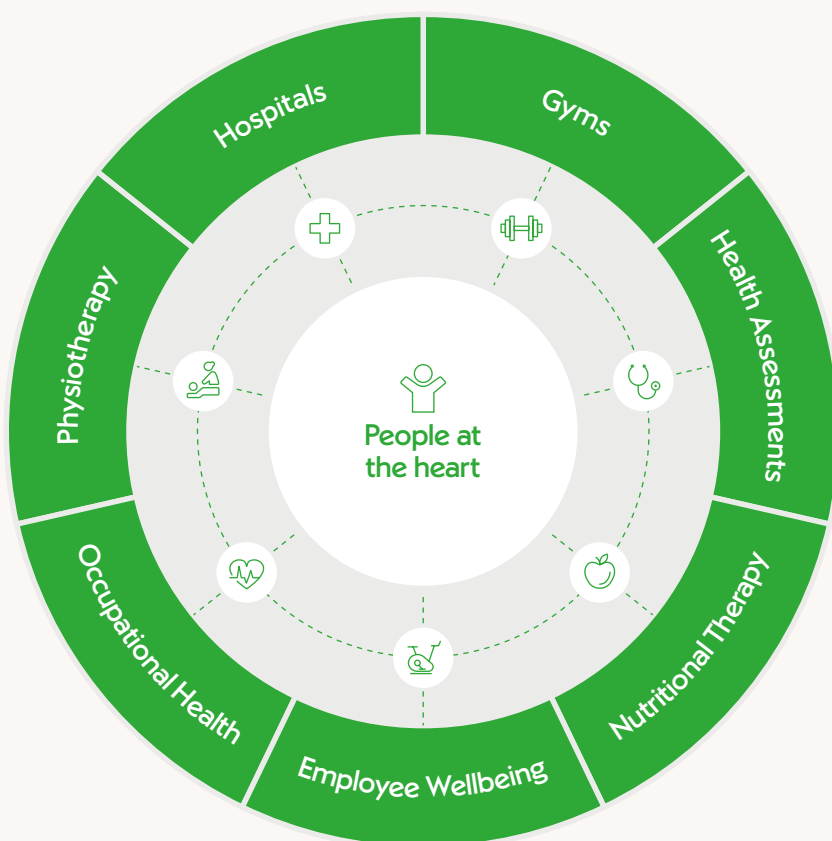 Hospitals
Gyms
Health Assessments
Nutritional Therapy
Employee Wellbeing
Occupational Health
Physiotherapy
People at
the heart